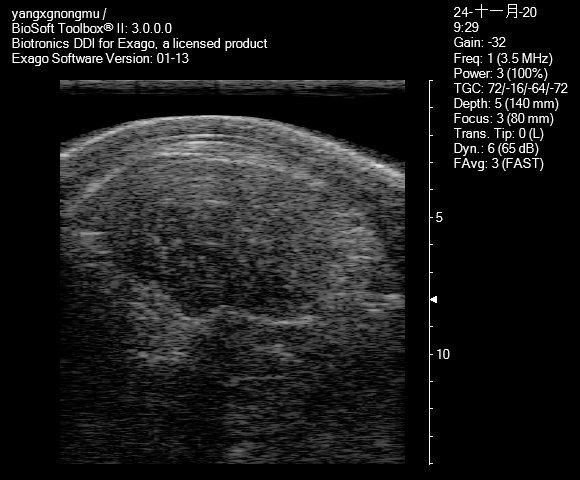 yangxgnongmu /
BioSoft Toolbox® II: 3.0.0.0
Biotronics DDI for Exago, a licensed product
Exago Software Version: 01-13
24-十一月-20
9:29
Gain: -32
Freq: 1 (3.5 MHz)
Power: 3 (100%)
TGC: 72/-16/-64/-72
Depth: 5 (140 mm)
Focus: 3 (80 mm)
Trans. Tip: 0 (L)
Dyn.: 6 (65 dB)
FAvg: 3 (FAST)
5
10